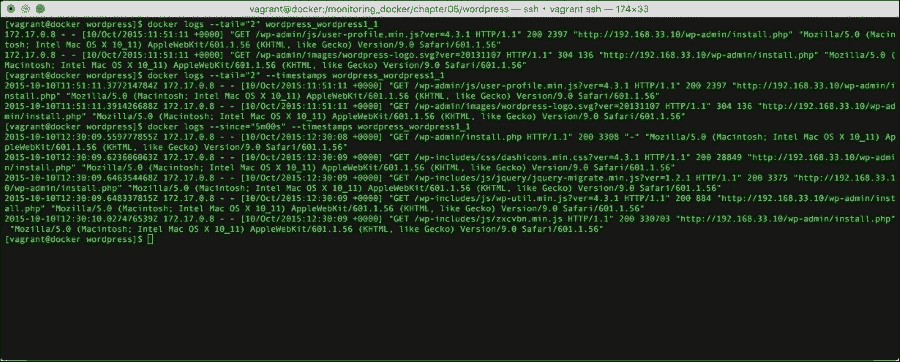 vagrant@docker:/monitoring_docker/chapter05/wordpress — ssh • vagrant ssh — 174×33
[vagrant@docker wordpress]$ docker logs --tail="2" wordpress_wordpress1_1
172.17.0.8 - - [10/Oct/2015:11:51:11 +0000] "GET /wp-admin/js/user-profile.min.js?ver=4.3.1 HTTP/1.1" 200 2397 "http://192.168.33.10/wp-admin/install.php" "Mozilla/5.0 (Macin
tosh; Intel Mac OS X 10_11) AppleWebKit/601.1.56 (KHTML, like Gecko) Version/9.0 Safari/601.1.56"
172.17.0.8 - - [10/Oct/2015:11:51:11 +0000] "GET /wp-admin/images/wordpress-logo.svg?ver=20131107 HTTP/1.1" 304 136 "http://192.168.33.10/wp-admin/install.php" "Mozilla/5.0 (
Macintosh; Intel Mac OS X 10_11) AppleWebKit/601.1.56 (KHTML, like Gecko) Version/9.0 Safari/601.1.56"
[vagrant@docker wordpress]$ docker logs --tail="2" --timestamps wordpress_wordpress1_1
2015-10-10T11:51:11.377214784Z 172.17.0.8 - - [10/Oct/2015:11:51:11 +0000] "GET /wp-admin/js/user-profile.min.js?ver=4.3.1 HTTP/1.1" 200 2397 "http://192.168.33.10/wp-admin/i
nstall.php" "Mozilla/5.0 (Macintosh; Intel Mac OS X 10_11) AppleWebKit/601.1.56 (KHTML, like Gecko) Version/9.0 Safari/601.1.56"
2015-10-10T11:51:11.391426688Z 172.17.0.8 - - [10/Oct/2015:11:51:11 +0000] "GET /wp-admin/images/wordpress-logo.svg?ver=20131107 HTTP/1.1" 304 136 "http://192.168.33.10/wp-ad
min/install.php" "Mozilla/5.0 (Macintosh; Intel Mac OS X 10_11) AppleWebKit/601.1.56 (KHTML, like Gecko) Version/9.0 Safari/601.1.56"
[vagrant@docker wordpress]$ docker logs --since="5m00s" --timestamps wordpress_wordpress1_1
2015-10-10T12:30:09.559777855Z 172.17.0.8 - - [10/Oct/2015:12:30:08 +0000] "GET /wp-admin/install.php HTTP/1.1" 200 3308 "-" "Mozilla/5.0 (Macintosh; Intel Mac OS X 10_11) Ap
pleWebKit/601.1.56 (KHTML, like Gecko) Version/9.0 Safari/601.1.56"
2015-10-10T12:30:09.623606063Z 172.17.0.8 - - [10/Oct/2015:12:30:09 +0000] "GET /wp-includes/css/dashicons.min.css?ver=4.3.1 HTTP/1.1" 200 28849 "http://192.168.33.10/wp-admi
n/install.php" "Mozilla/5.0 (Macintosh; Intel Mac OS X 10_11) AppleWebKit/601.1.56 (KHTML, like Gecko) Version/9.0 Safari/601.1.56"
2015-10-10T12:30:09.646354468Z 172.17.0.8 - - [10/Oct/2015:12:30:09 +0000] "GET /wp-includes/js/jquery/jquery-migrate.min.js?ver=1.2.1 HTTP/1.1" 200 3375 "http://192.168.33.1
0/wp-admin/install.php" "Mozilla/5.0 (Macintosh; Intel Mac OS X 10_11) AppleWebKit/601.1.56 (KHTML, like Gecko) Version/9.0 Safari/601.1.56"
2015-10-10T12:30:09.648337815Z 172.17.0.8 - - [10/Oct/2015:12:30:09 +0000] "GET /wp-includes/js/wp-util.min.js?ver=4.3.1 HTTP/1.1" 200 884 "http://192.168.33.10/wp-admin/inst
all.php" "Mozilla/5.0 (Macintosh; Intel Mac OS X 10_11) AppleWebKit/601.1.56 (KHTML, like Gecko) Version/9.0 Safari/601.1.56"
2015-10-10T12:30:10.027476539Z 172.17.0.8 - - [10/Oct/2015:12:30:09 +0000] "GET /wp-includes/js/zxcvbn.min.js HTTP/1.1" 200 330703 "http://192.168.33.10/wp-admin/install.php"
"Mozilla/5.0 (Macintosh; Intel Mac OS X 10_11) AppleWebKit/601.1.56 (KHTML, like Gecko) Version/9.0 Safari/601.1.56"
[vagrant@docker wordpress]$